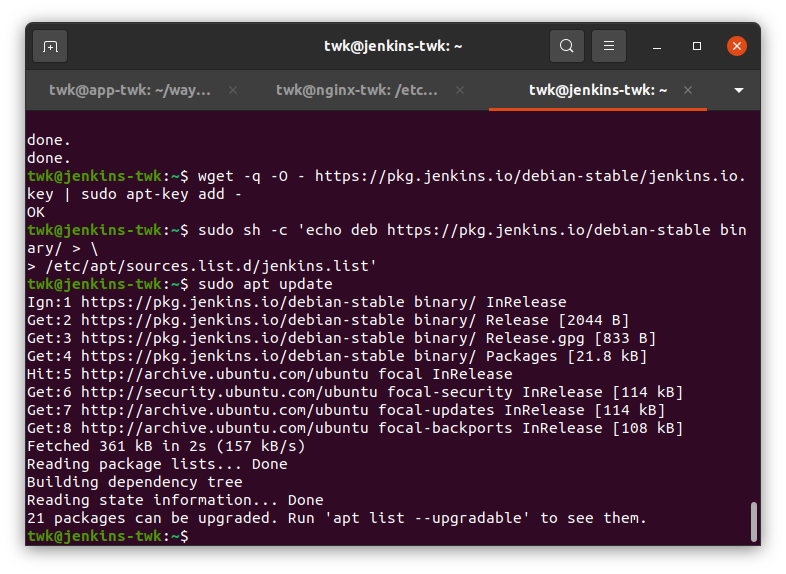 twk@jenkins-twk: ~
twk@app-twk: ~/way...
twk@nginx-twk: /etc...
twk@jenkins-twk: ~
done.
done.
twk@jenkins-twk:~$ wget -q -O - https://pkg.jenkins.io/debian-stable/jenkins.io.
key | sudo apt-key add -
OK
twk@jenkins-twk:~$ sudo sh -c 'echo deb https://pkg.jenkins.io/debian-stable bin
ary/ > \
> /etc/apt/sources.list.d/jenkins.list'
twk@jenkins-twk:~$ sudo apt update
Ign:1 https://pkg.jenkins.io/debian-stable binary/ InRelease
Get:2 https://pkg.jenkins.io/debian-stable binary/ Release [2044 B]
Get:3 https://pkg.jenkins.io/debian-stable binary/ Release.gpg [833 B]
Get:4 https://pkg.jenkins.io/debian-stable binary/ Packages [21.8 kB]
Hit:5 http://archive.ubuntu.com/ubuntu focal InRelease
Get:6 http://security.ubuntu.com/ubuntu focal-security InRelease [114 kB]
Get:7 http://archive.ubuntu.com/ubuntu focal-updates InRelease [114 kB]
Get:8 http://archive.ubuntu.com/ubuntu focal-backports InRelease [108 kB]
Fetched 361 kB in 2s (157 kB/s)
Reading package lists... Done
Building dependency tree
Reading state information... Done
21 packages can be upgraded. Run 'apt list --upgradable' to see them.
twk@jenkins-twk:~$